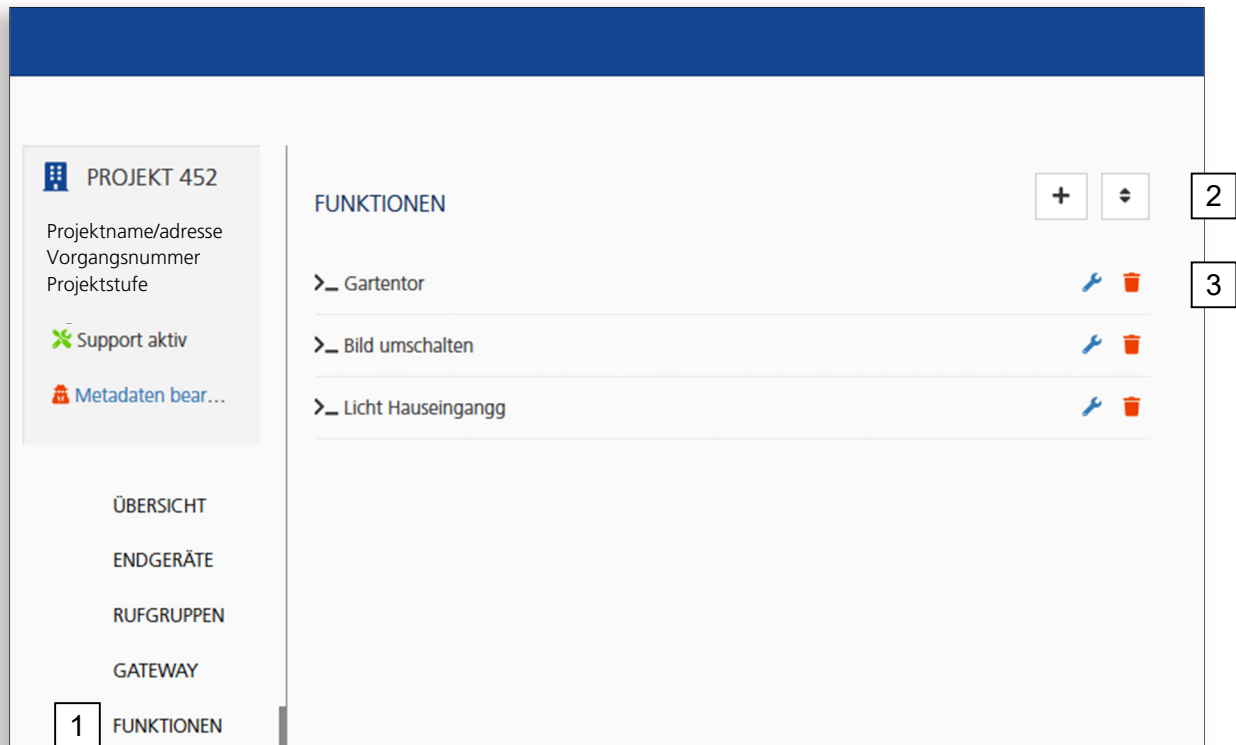 PROJEKT 452
Projektname/adresse
Vorgangsnummer
Projektstufe
Support aktiv
Metadaten bear...
ÜBERSICHT
ENDGERÄTE
RUFGRUPPEN
GATEWAY
1 FUNKTIONEN
FUNKTIONEN + 2
>_ Gartentor 3
>_ Bild umschalten
>_ Licht Hauseingangg